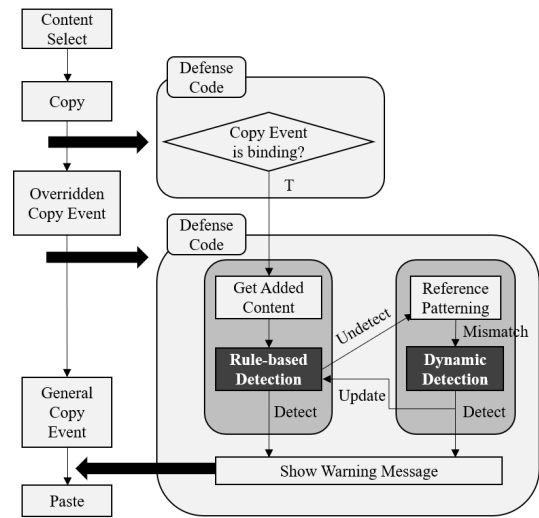 Content
Select
Copy
Overridden
Copy Event
General
Copy
Event
Paste
Defense
Code
Copy Event
is binding?
T
Defense
Code
Get Added
Content
Rule-based
Detection
Detect
Undetect
Reference
Patterning
Mismatch
Dynamic
Detection
Update
Detect
Show Warning Message